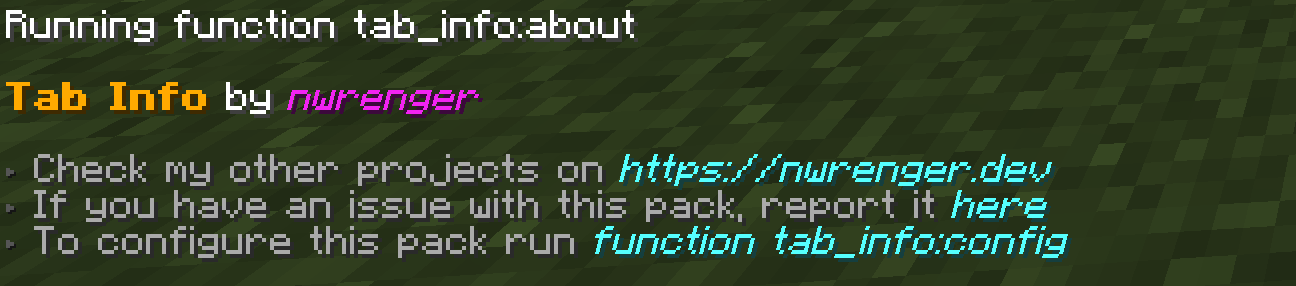 Running function tab_info:about
Tab Info by nwrenger
▸ Check my other projects on https://nwrenger.dev
▸ If you have an issue with this pack, report it here
▸ To configure this pack run function tab_info:config